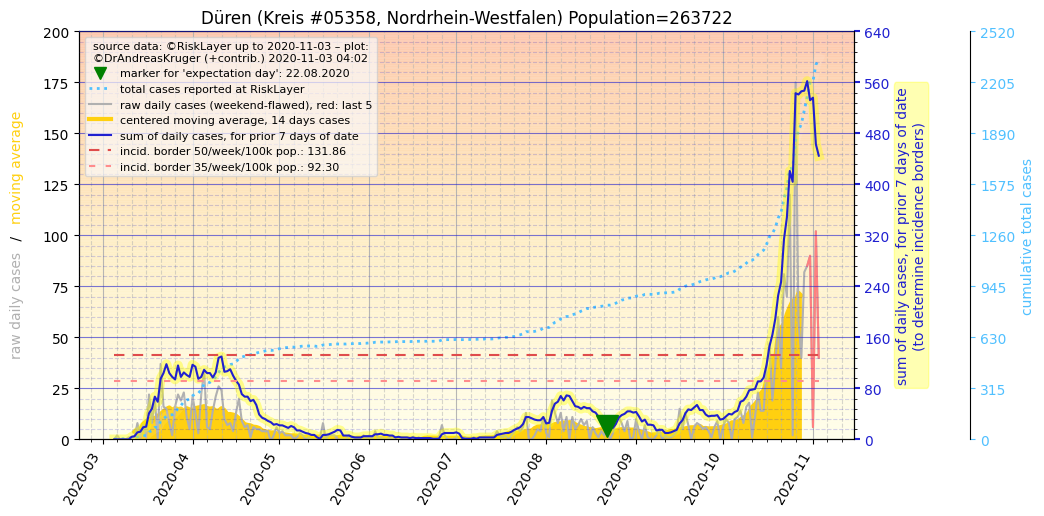 Düren (Kreis #05358, Nordrhein-Westfalen) Population=263722
source data: ©RiskLayer up to 2020-11-03 – plot:
©DrAndreasKruger (+contrib.) 2020-11-03 04:02
marker for 'expectation day': 22.08.2020
total cases reported at RiskLayer
raw daily cases (weekend-flawed), red: last 5
centered moving average, 14 days cases
sum of daily cases, for prior 7 days of date
incid. border 50/week/100k pop.: 131.86
incid. border 35/week/100k pop.: 92.30
raw daily cases / moving average
200
175
150
125
100
75
50
25
0
640
560
480
400
320
240
160
80
0
sum of daily cases, for prior 7 days of date
(to determine incidence borders)
2520
2205
1890
1575
1260
945
630
315
0
cumulative total cases
2020-03
2020-04
2020-05
2020-06
2020-07
2020-08
2020-09
2020-10
2020-11